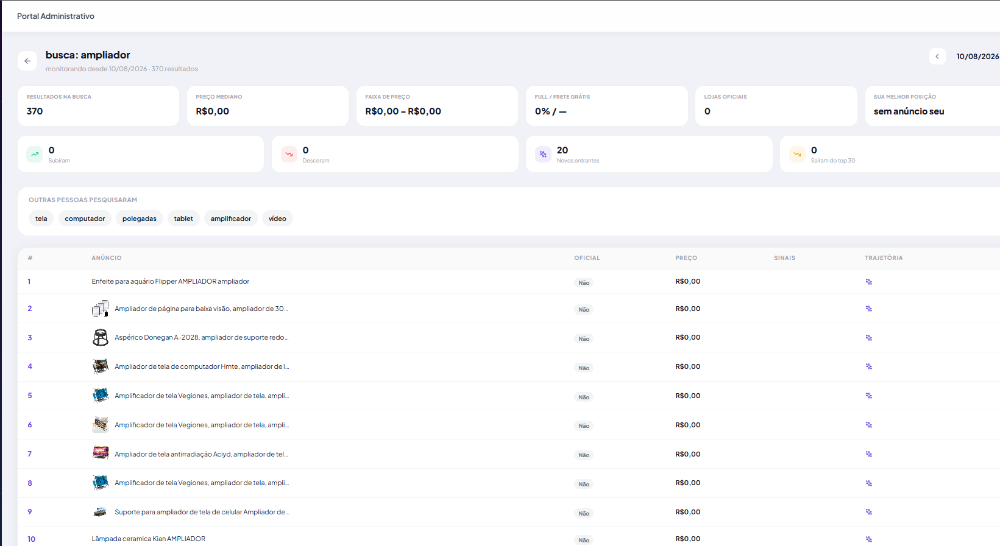 Portal Administrativo
busca: ampliador
monitorando desde 10/08/2026 · 370 resultados
10/08/2026
RESULTADOS NA BUSCA
370
PREÇO MEDIANO
R$0,00
FAIXA DE PREÇO
R$0,00 – R$0,00
FULL / FRETE GRÁTIS
0% / —
LOJAS OFICIAIS
0
SUA MELHOR POSIÇÃO
sem anúncio seu
0
Subiram
0
Desceram
20
Novos entrantes
0
Saíram do top 30
OUTRAS PESSOAS PESQUISARAM
tela computador polegadas tablet amplificador vídeo
# ANÚNCIO OFICIAL PREÇO SINAIS TRAJETÓRIA
1 Enfeite para aquário Flipper AMPLIADOR ampliador Não R$0,00
2 Ampliador de página para baixa visão, ampliador de 30... Não R$0,00
3 Aspérico Donegan A-2028, ampliador de suporte redo... Não R$0,00
4 Ampliador de tela de computador Hmte, ampliador de l... Não R$0,00
5 Amplificador de tela Vegiones, ampliador de tela, ampli... Não R$0,00
6 Amplificador de tela Vegiones, ampliador de tela, ampli... Não R$0,00
7 Ampliador de tela antirradiação Aciyd, ampliador de tel... Não R$0,00
8 Amplificador de tela Vegiones, ampliador de tela, ampli... Não R$0,00
9 Suporte para ampliador de tela de celular Ampliador de... Não R$0,00
10 Lâmpada ceramica Kian AMPLIADOR Não R$0,00